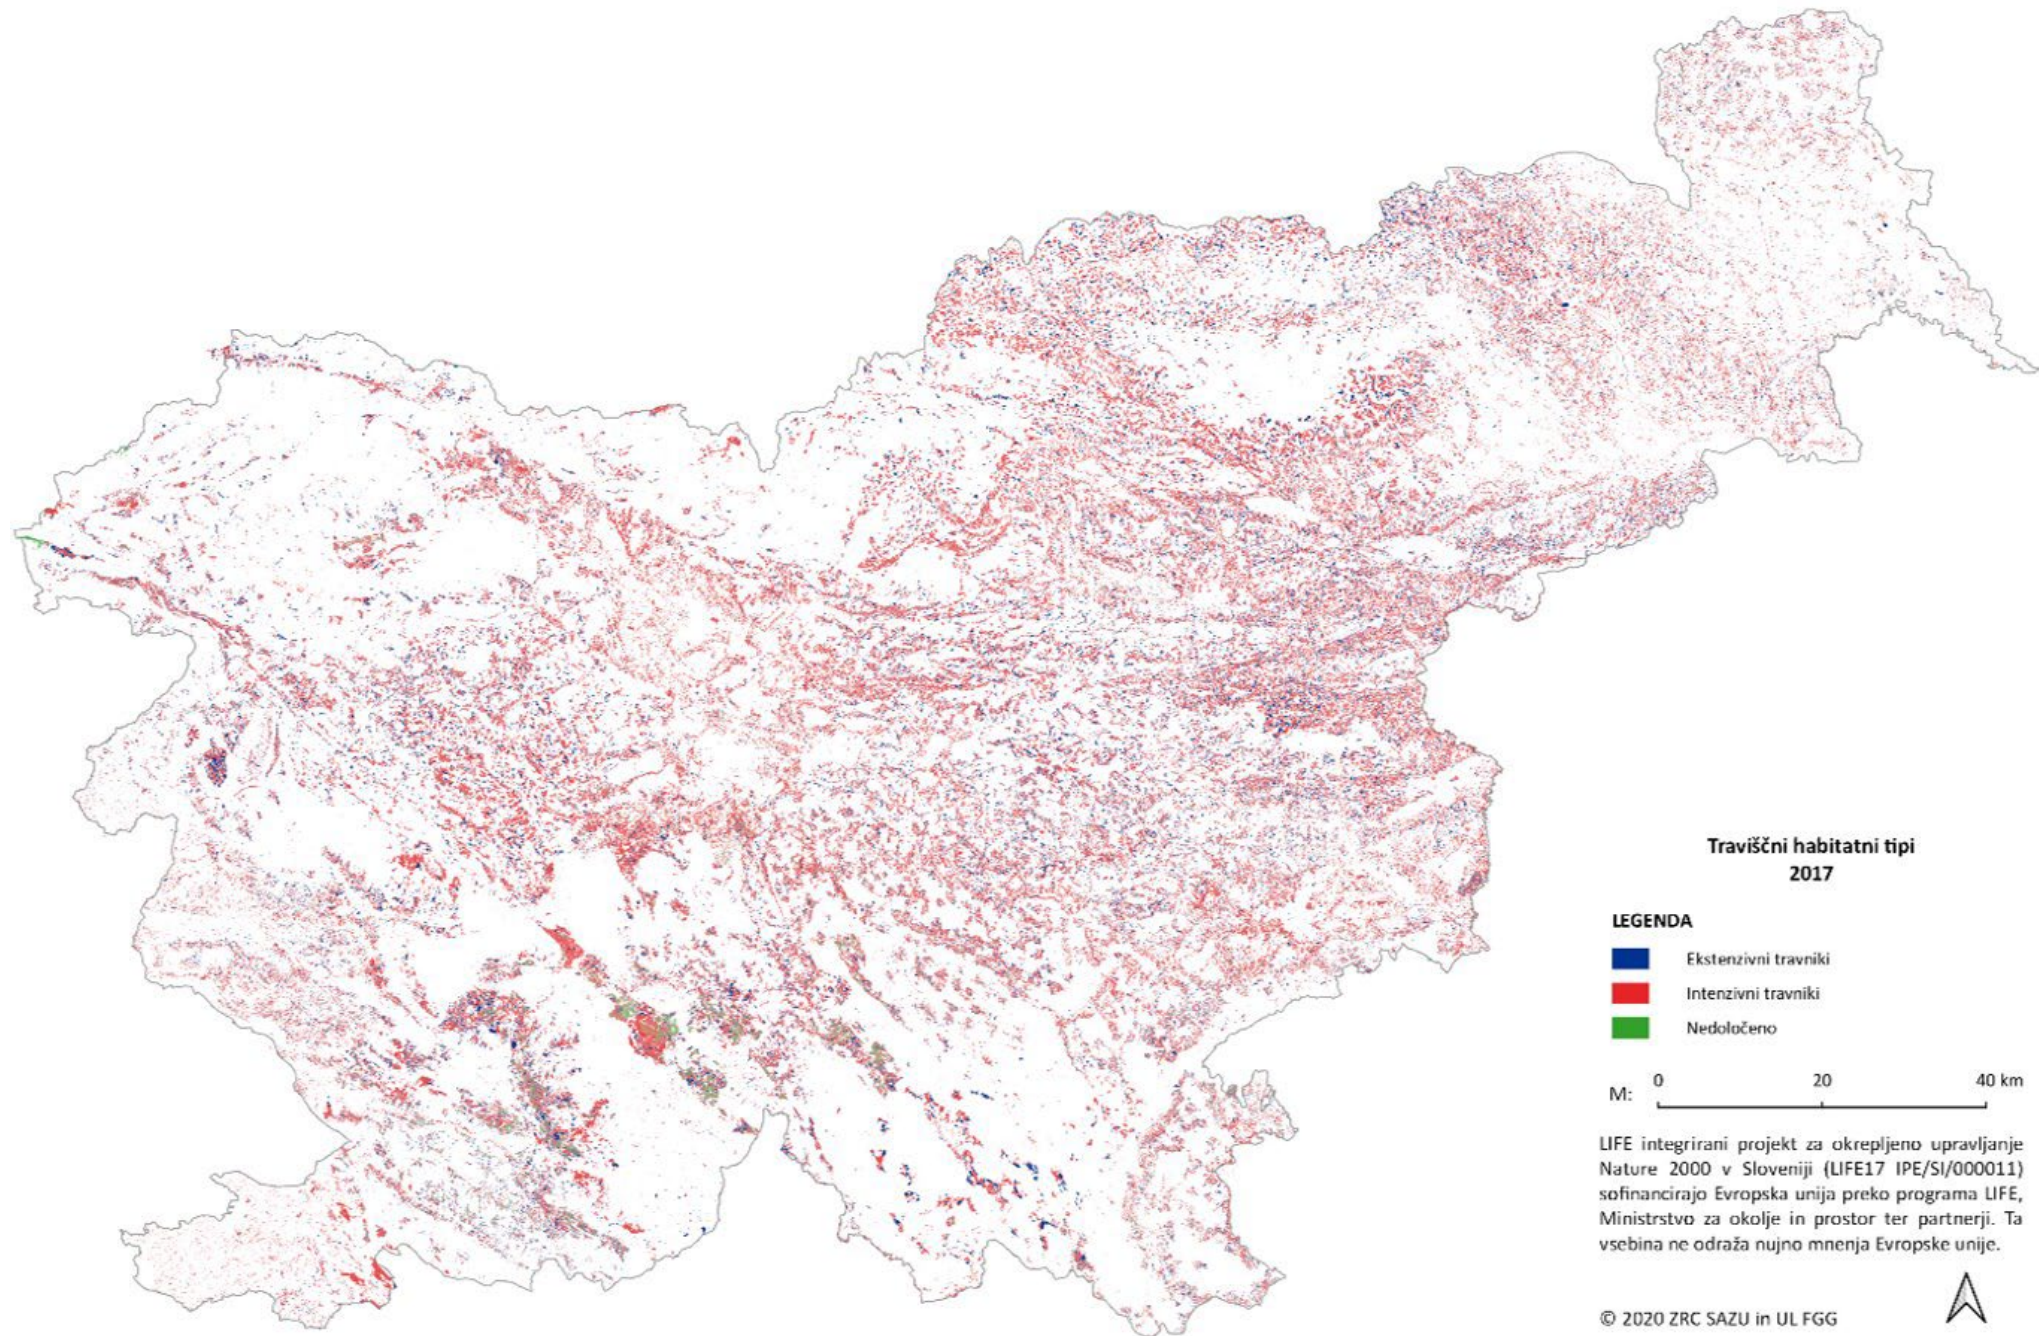 Traviščni habitatni tipi
2017
LEGENDA
Ekstenzivni travniki
Intenzivni travniki
Nedoločeno
M: 0 20 40 km
LIFE integrirani projekt za okrepljeno upravljanje
Nature 2000 v Sloveniji (LIFE17 IPE/SI/000011)
sofinancirajo Evropska unija preko programa LIFE,
Ministrstvo za okolje in prostor ter partnerji. Ta
vsebina ne odraža nujno mnenja Evropske unije.
© 2020 ZRC SAZU in UL FGG